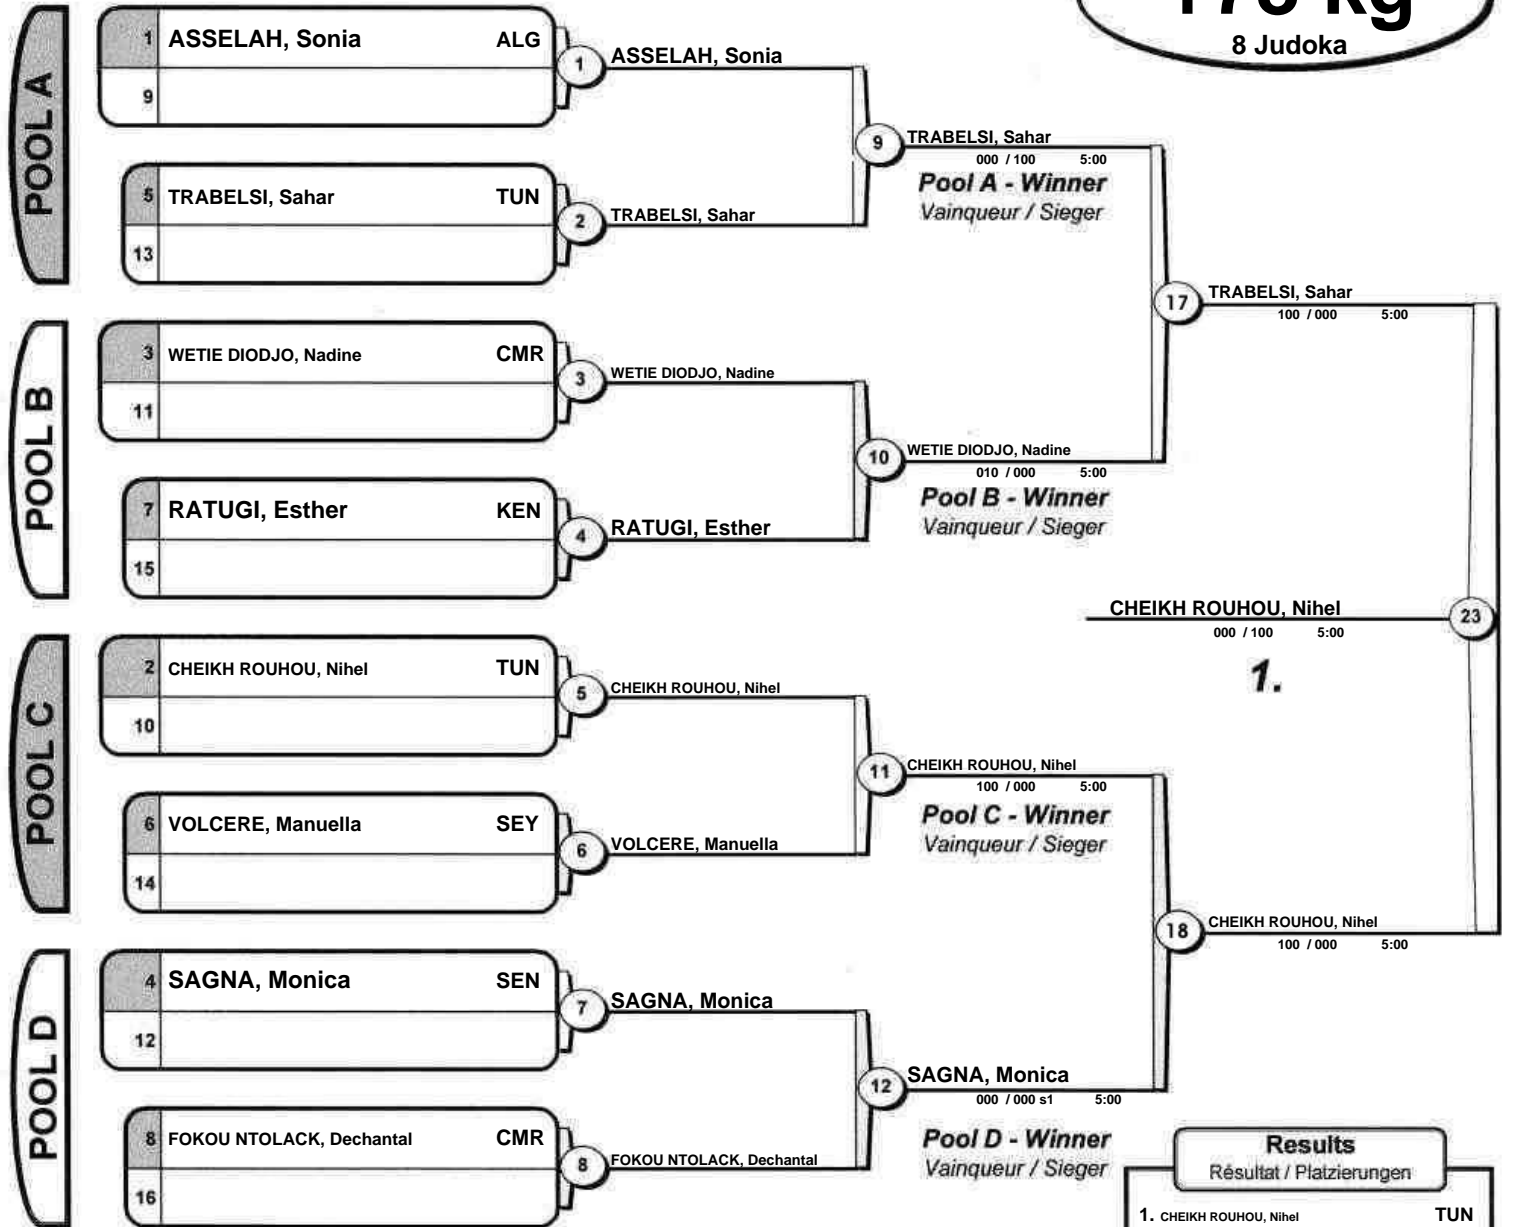 8 Judoka
POOL A
1 ASSELAH, Sonia ALG
9
1
ASSELAH, Sonia
5 TRABELSI, Sahar TUN
13
2
TRABELSI, Sahar
9
TRABELSI, Sahar
000 / 100 5:00
Pool A - Winner
Vainqueur / Sieger
POOL B
3 WETIE DIODJO, Nadine CMR
11
3
WETIE DIODJO, Nadine
7 RATUGI, Esther KEN
15
4
RATUGI, Esther
10
WETIE DIODJO, Nadine
010 / 000 5:00
Pool B - Winner
Vainqueur / Sieger
17
TRABELSI, Sahar
100 / 000 5:00
CHEIKH ROUHOU, Nihel
000 / 100 5:00
23
1.
POOL C
2 CHEIKH ROUHOU, Nihel TUN
10
5
CHEIKH ROUHOU, Nihel
6 VOLCERE, Manuella SEY
14
6
VOLCERE, Manuella
11
CHEIKH ROUHOU, Nihel
100 / 000 5:00
Pool C - Winner
Vainqueur / Sieger
18
CHEIKH ROUHOU, Nihel
100 / 000 5:00
POOL D
4 SAGNA, Monica SEN
12
7
SAGNA, Monica
8 FOKOU NTOLACK, Dechantal CMR
16
8
FOKOU NTOLACK, Dechantal
12
SAGNA, Monica
000 / 000 s1 5:00
Pool D - Winner
Vainqueur / Sieger
Results
Résultat / Platzierungen
1. CHEIKH ROUHOU, Nihel TUN